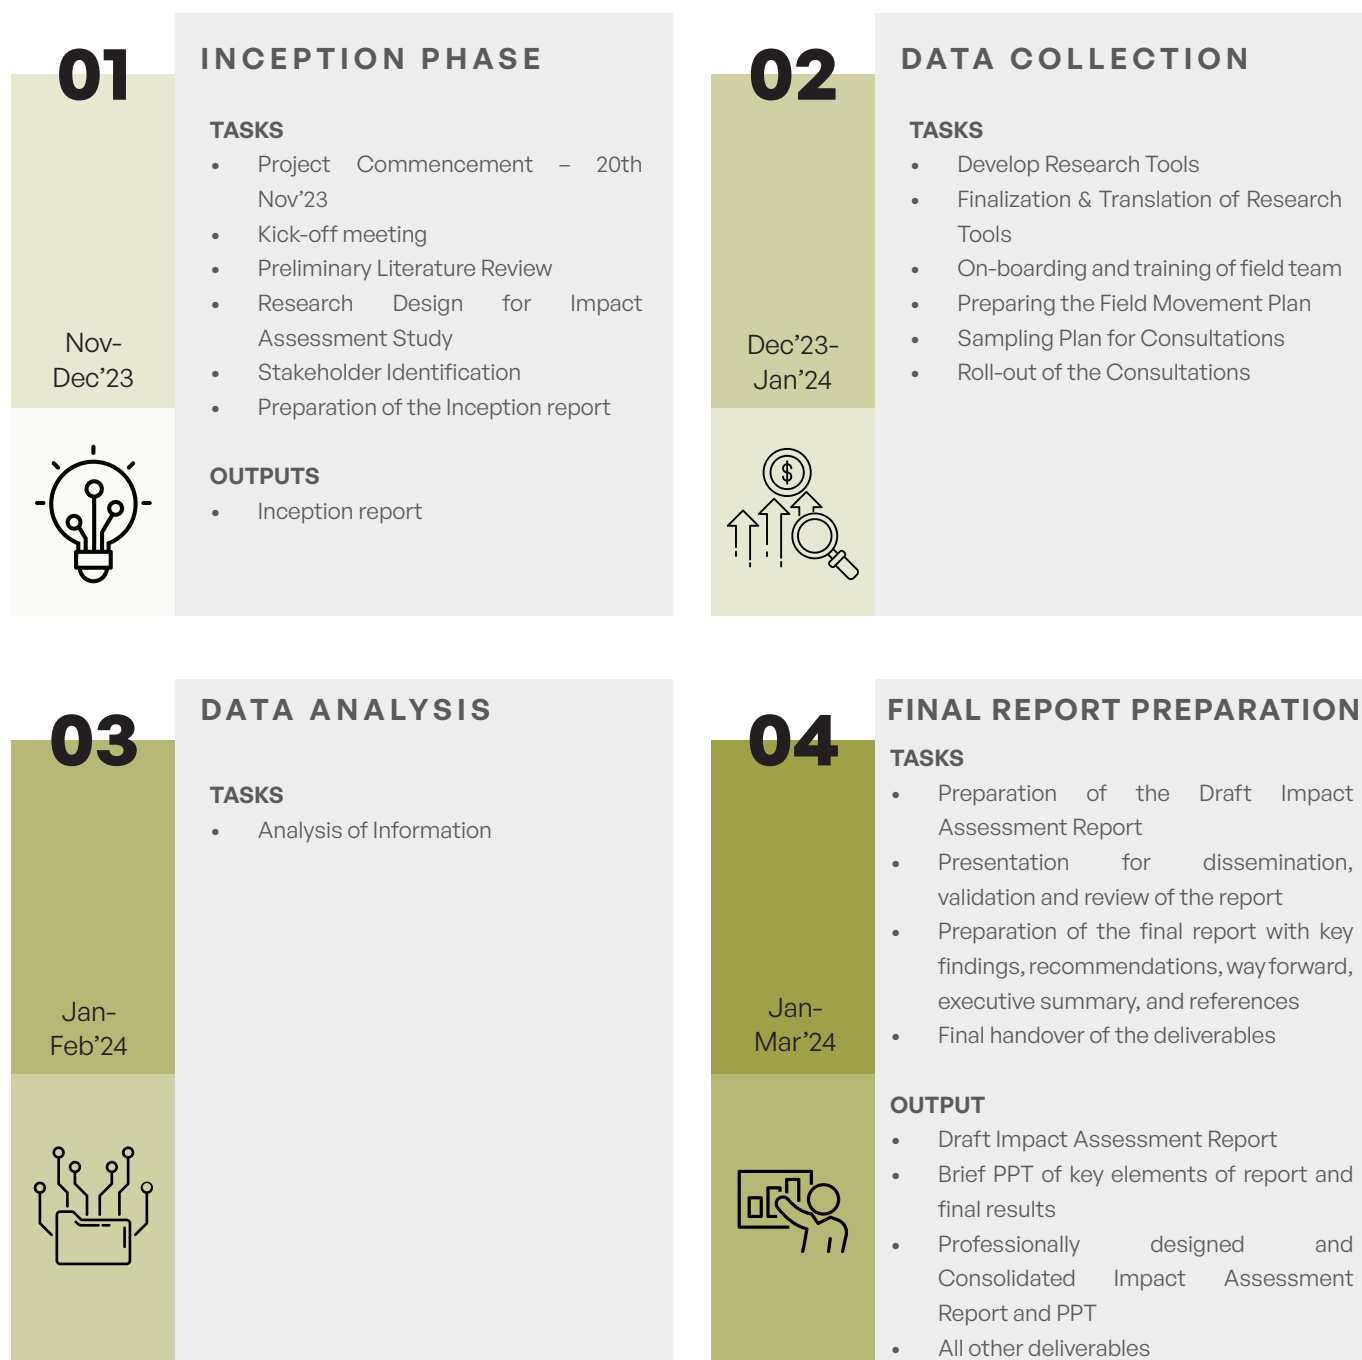 01
INCEPTION PHASE
TASKS
• Project Commencement – 20th
Nov’23
• Kick-off meeting
• Preliminary Literature Review
• Research Design for Impact
Assessment Study
• Stakeholder Identification
• Preparation of the Inception report
OUTPUTS
• Inception report
Nov-
Dec’23
02
DATA COLLECTION
TASKS
• Develop Research Tools
• Finalization & Translation of Research
Tools
• On-boarding and training of field team
• Preparing the Field Movement Plan
• Sampling Plan for Consultations
• Roll-out of the Consultations
Dec’23-
Jan’24
$
03
DATA ANALYSIS
TASKS
• Analysis of Information
Jan-
Feb’24
04
FINAL REPORT PREPARATION
TASKS
• Preparation of the Draft Impact
Assessment Report
• Presentation for dissemination,
validation and review of the report
• Preparation of the final report with key
findings, recommendations, way forward,
executive summary, and references
• Final handover of the deliverables
OUTPUT
• Draft Impact Assessment Report
• Brief PPT of key elements of report and
final results
• Professionally designed and
Consolidated Impact Assessment
Report and PPT
• All other deliverables
Jan-
Mar’24